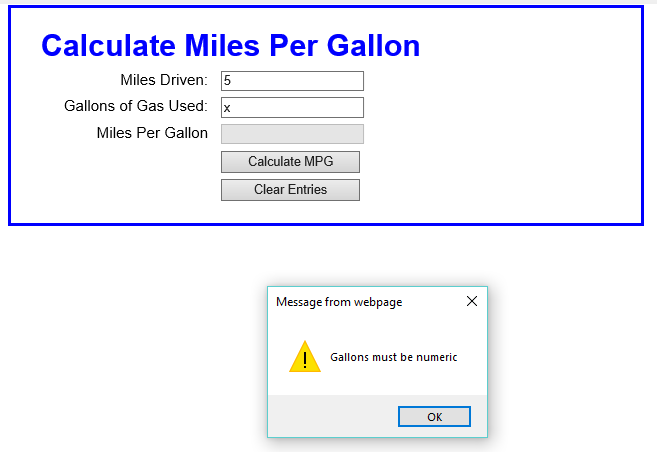 Calculate Miles Per Gallon
Miles Driven: 5
Gallons of Gas Used: x
Miles Per Gallon
Calculate MPG
Clear Entries
Message from webpage
Gallons must be numeric
OK